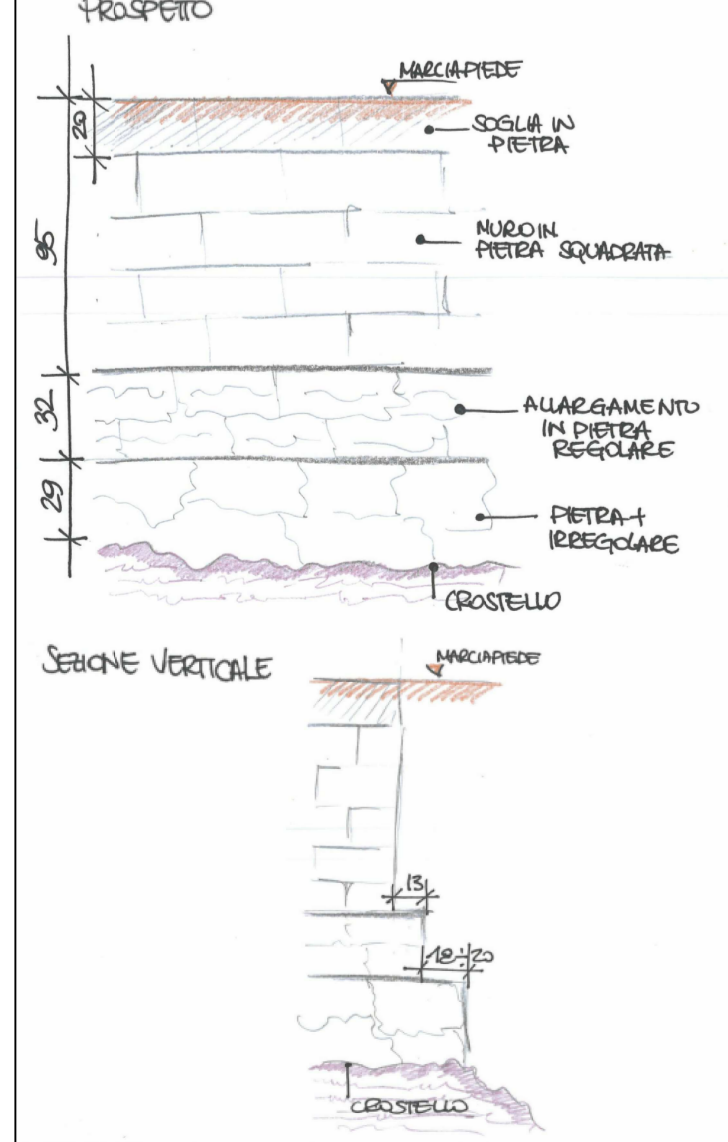 PROSPETTO
MARCIAPIEDE
20
SOGLIA IN
PIETRA
95
MURO IN
PIETRA SQUADRATA
32
ALLARGAMENTO
IN PIETRA
REGOLARE
29
PIETRA +
IRREGOLARE
CROSTELLO
SEZIONE VERTICALE
MARCIAPIEDE
13
18÷20
CROSTELLO